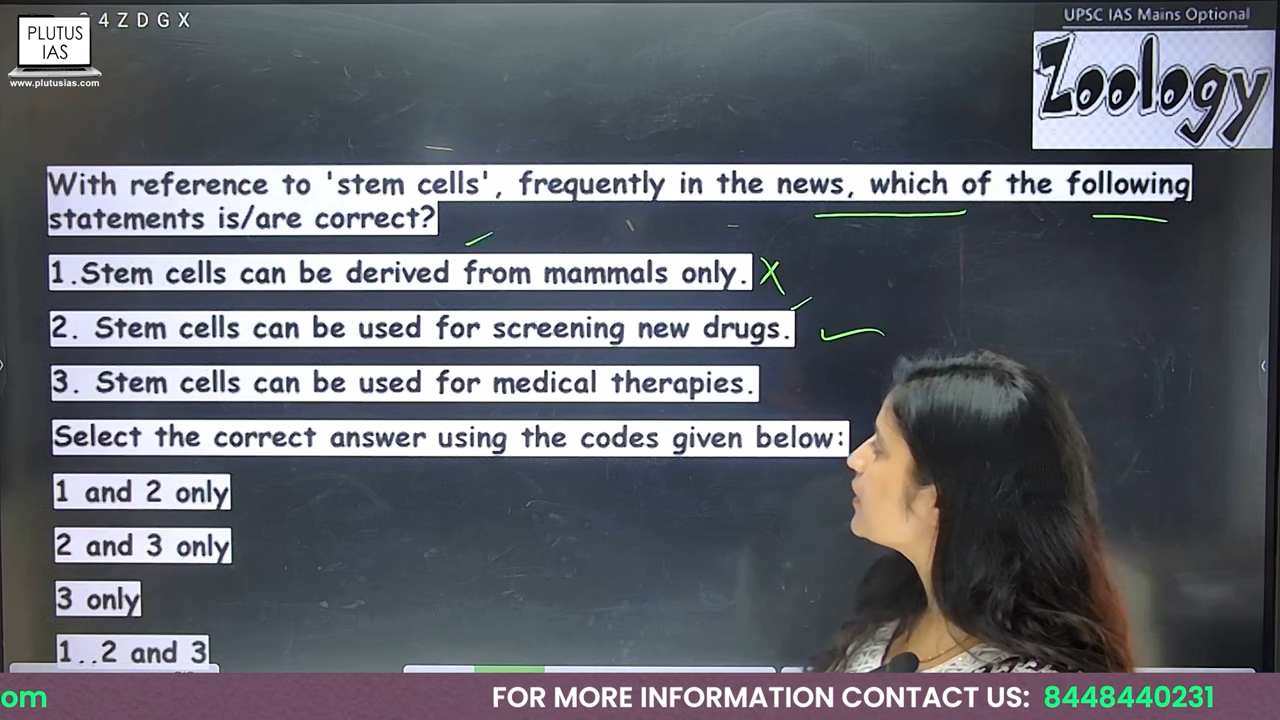 4ZDGX
PLUTUS
IAS
www.plutusias.com
UPSC IAS Mains Optional
Zoology
With reference to 'stem cells', frequently in the news, which of the following
statements is/are correct?
1.Stem cells can be derived from mammals only. X
2. Stem cells can be used for screening new drugs.
3. Stem cells can be used for medical therapies.
Select the correct answer using the codes given below:
1 and 2 only
2 and 3 only
3 only
1..2 and 3
om
FOR MORE INFORMATION CONTACT US: 8448440231